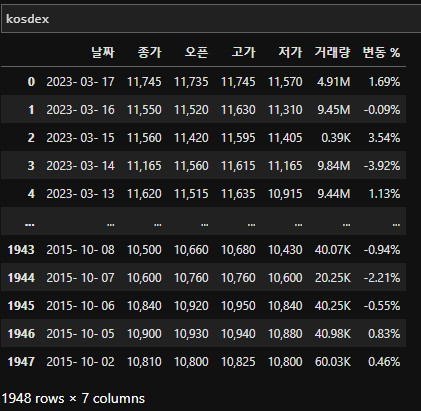 kosdex
날짜 종가 오픈 고가 저가 거래량 변동 %
0 2023- 03- 17 11,745 11,735 11,745 11,570 4.91M 1.69%
1 2023- 03- 16 11,550 11,520 11,630 11,310 9.45M -0.09%
2 2023- 03- 15 11,560 11,420 11,595 11,405 0.39K 3.54%
3 2023- 03- 14 11,165 11,560 11,615 11,165 9.84M -3.92%
4 2023- 03- 13 11,620 11,515 11,635 10,915 9.44M 1.13%
... ... ... ... ... ... ... ...
1943 2015- 10- 08 10,500 10,660 10,680 10,430 40.07K -0.94%
1944 2015- 10- 07 10,600 10,760 10,760 10,600 20.25K -2.21%
1945 2015- 10- 06 10,840 10,920 10,950 10,840 40.25K -0.55%
1946 2015- 10- 05 10,900 10,930 10,940 10,880 40.98K 0.83%
1947 2015- 10- 02 10,810 10,800 10,825 10,800 60.03K 0.46%
1948 rows × 7 columns